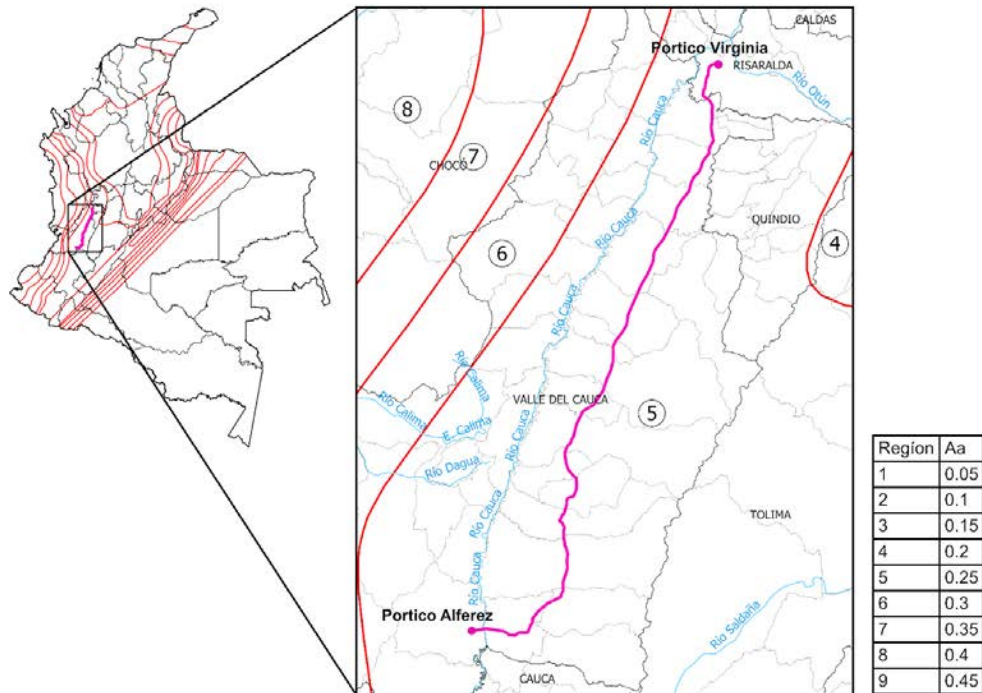 CALDAS
Portico Virginia
RISARALDA
Río Otún
8
Río Cauca
7
CHOCÓ
QUINDIO
Río Cauca
4
6
Río Cauca
Río Calima
Río Calima
VALLE DEL CAUCA
5
E. Calima
Río Cauca
Río Dagua
Río Cauca
TOLIMA
Río Cauca
Portico Alferez
Río Saldaña
CAUCA
Region Aa
1 0.05
2 0.1
3 0.15
4 0.2
5 0.25
6 0.3
7 0.35
8 0.4
9 0.45